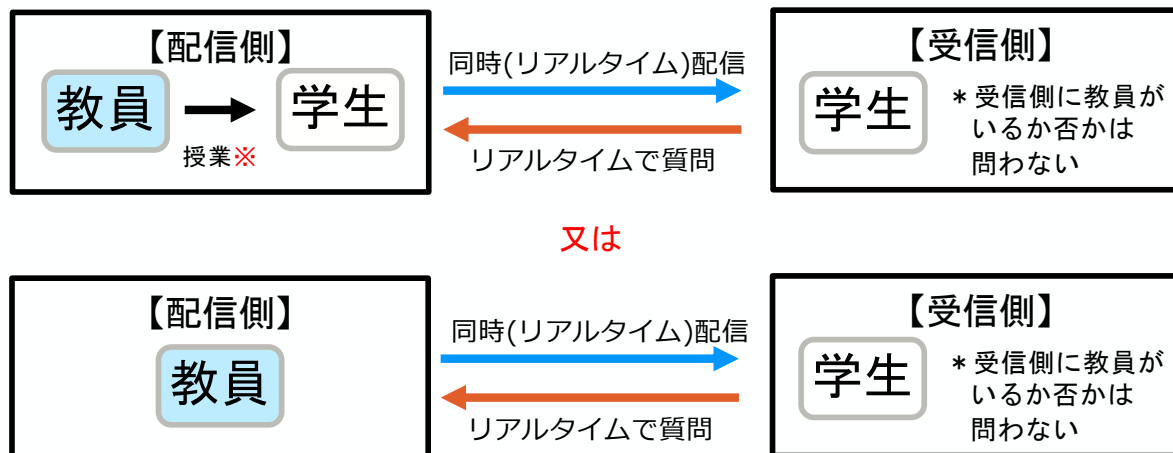 【配信側】
教員
学生
授業※
同時(リアルタイム)配信
リアルタイムで質問
【受信側】
学生
*受信側に教員が
いるか否かは
問わない
又は
【配信側】
教員
同時(リアルタイム)配信
リアルタイムで質問
【受信側】
学生
*受信側に教員が
いるか否かは
問わない